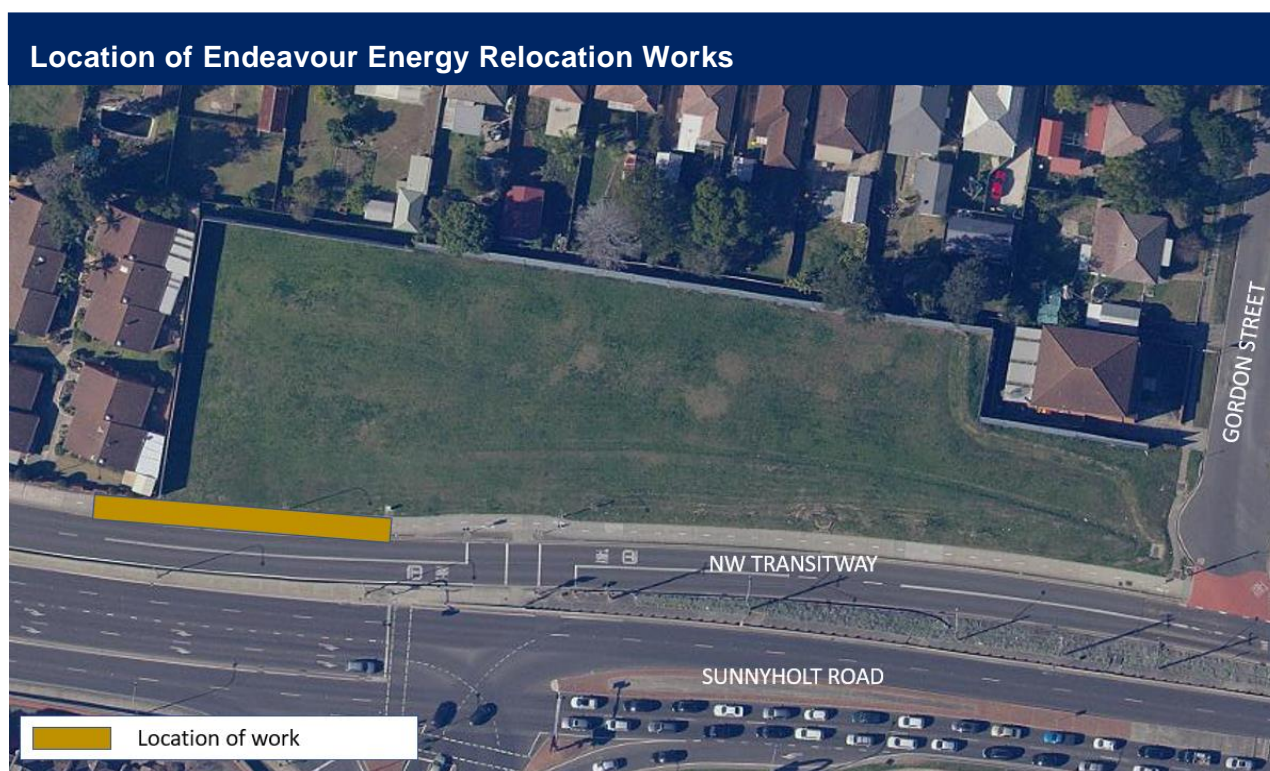 Location of Endeavour Energy Relocation Works
GORDON STREET
NW TRANSITWAY
SUNNYHOLT ROAD
Location of work